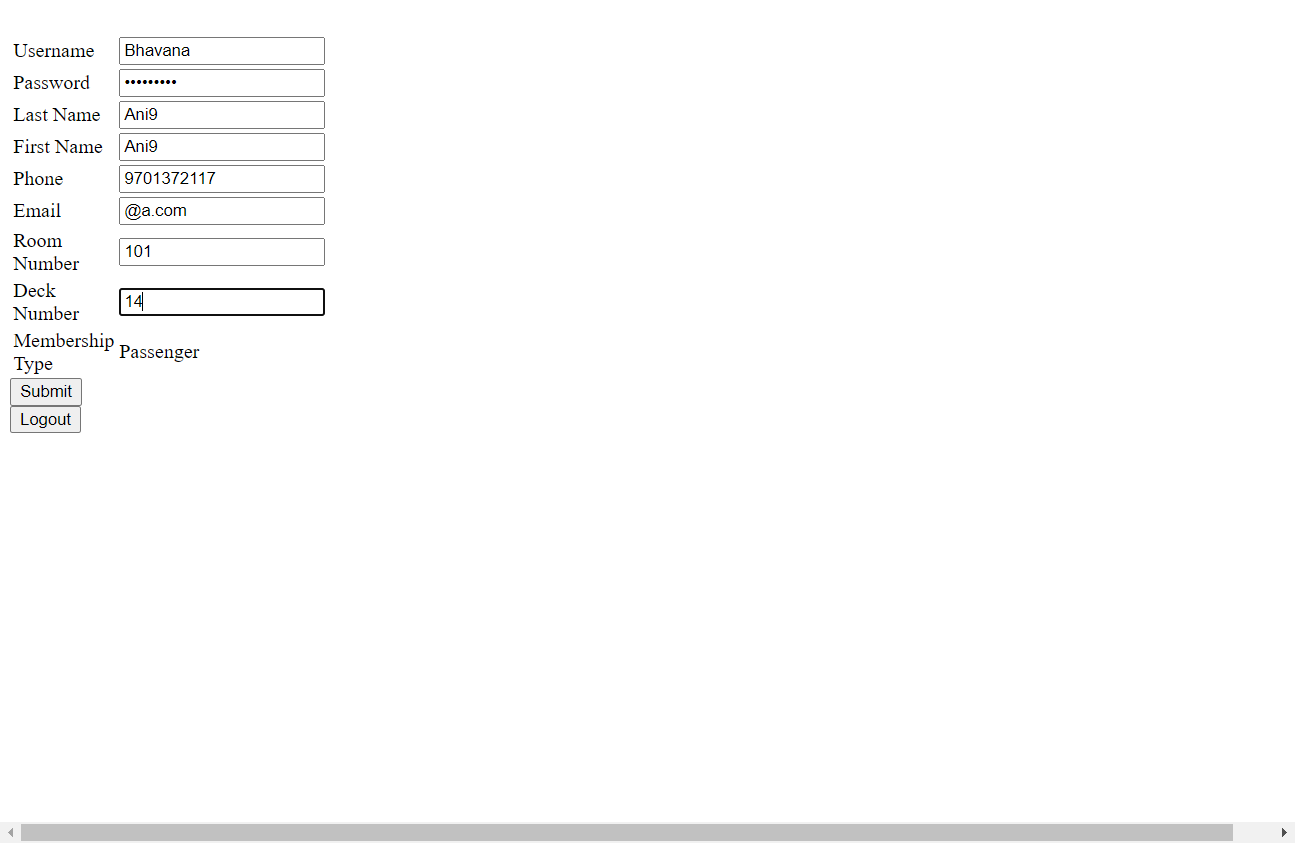 Username Bhavana
Password •••••••••
Last Name Ani9
First Name Ani9
Phone 9701372117
Email @a.com
Room
Number 101
Deck
Number 14
Membership
Type Passenger
Submit
Logout